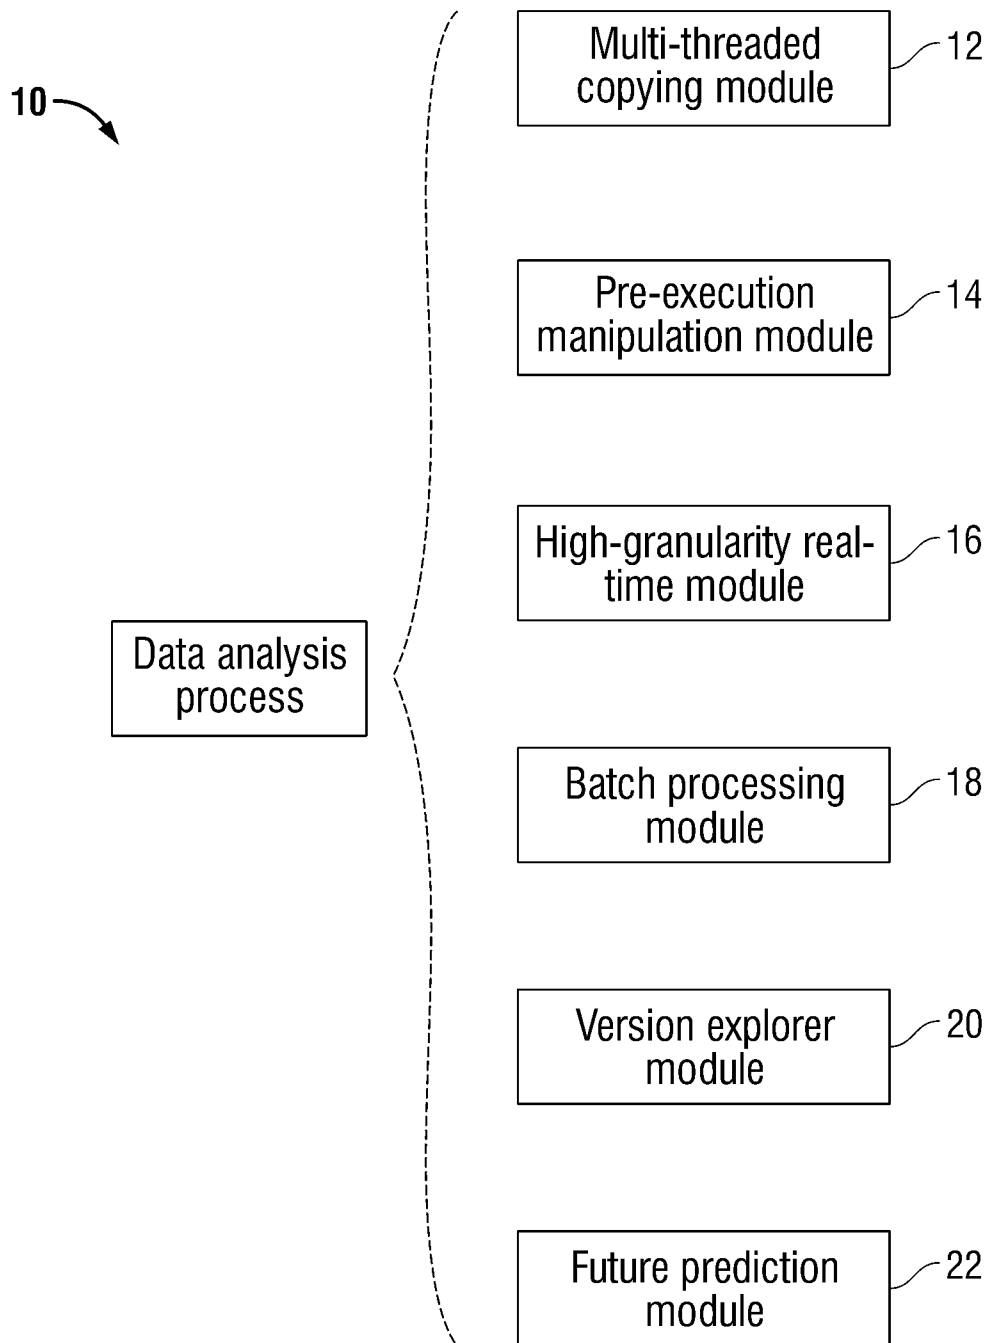 10
Multi-threaded
copying module
12
Pre-execution
manipulation module
14
High-granularity real-
time module
16
Data analysis
process
Batch processing
module
18
Version explorer
module
20
Future prediction
module
22